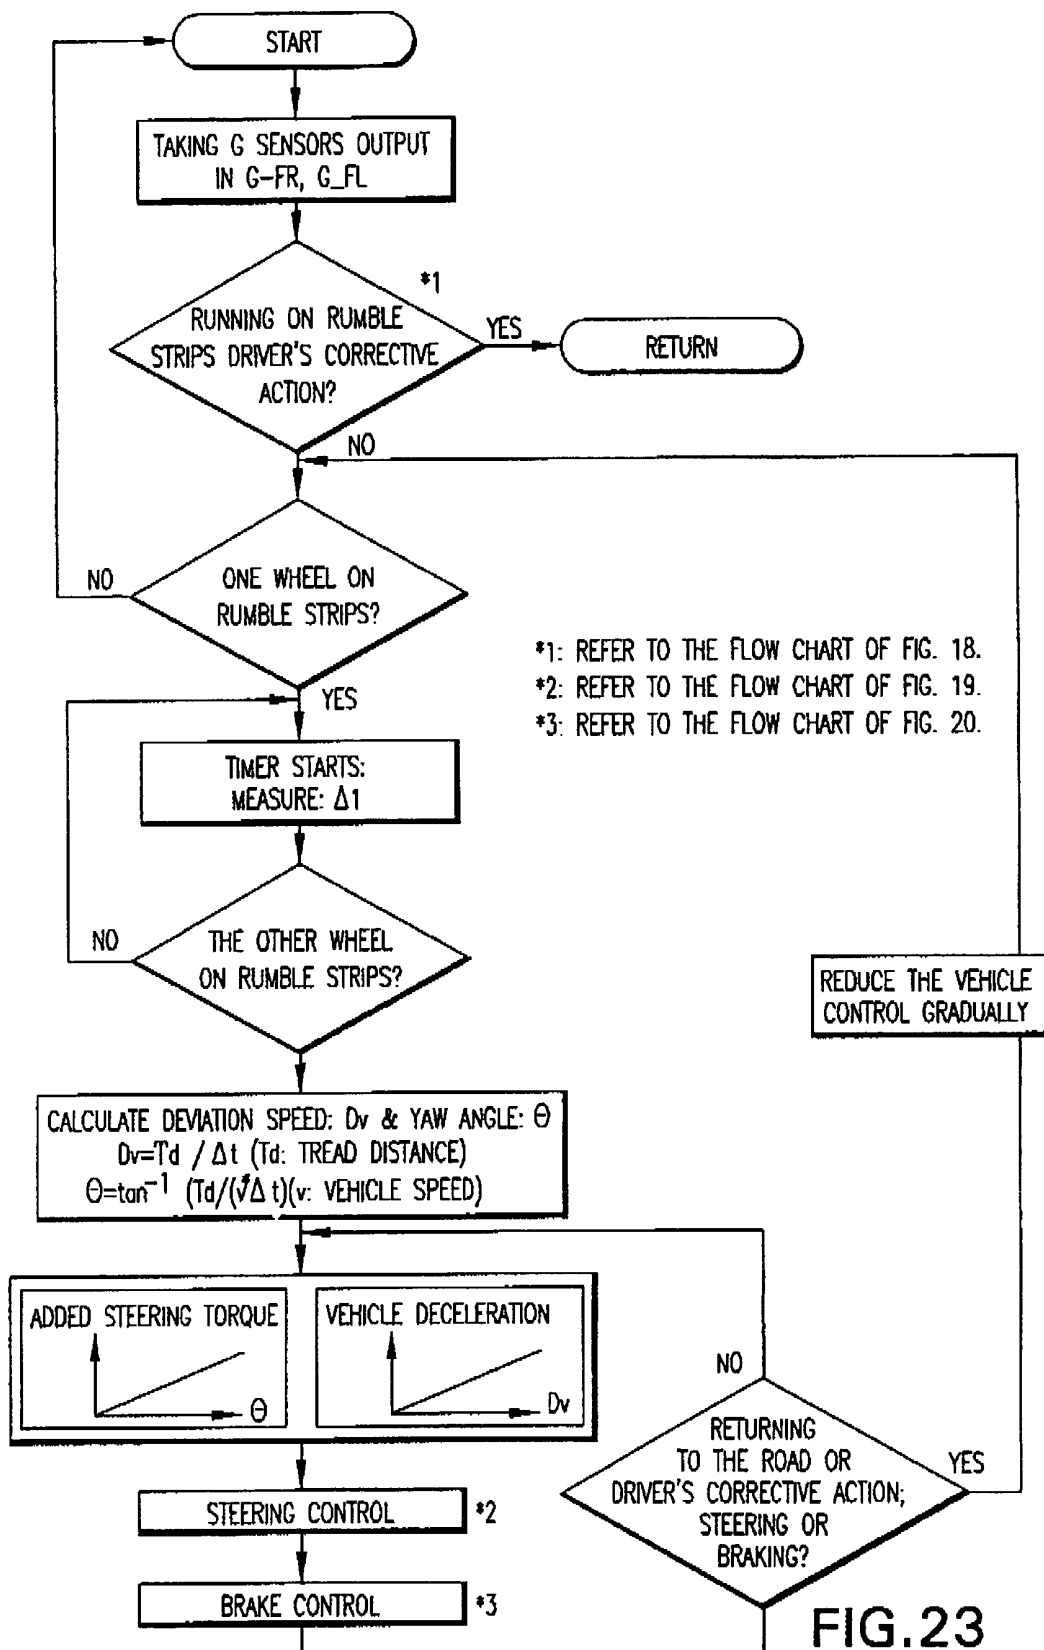 START
TAKING G SENSORS OUTPUT
IN G-FR, G_FL
*1
RUNNING ON RUMBLE
STRIPS DRIVER'S CORRECTIVE
ACTION?
YES
RETURN
NO
NO
ONE WHEEL ON
RUMBLE STRIPS?
YES
*1: REFER TO THE FLOW CHART OF FIG. 18.
*2: REFER TO THE FLOW CHART OF FIG. 19.
*3: REFER TO THE FLOW CHART OF FIG. 20.
TIMER STARTS:
MEASURE: Δ1
NO
THE OTHER WHEEL
ON RUMBLE STRIPS?
REDUCE THE VEHICLE
CONTROL GRADUALLY
CALCULATE DEVIATION SPEED: Dv & YAW ANGLE: Θ
Dv=Td / Δt (Td: TREAD DISTANCE)
Θ=tan⁻¹ (Td/(v*Δt)(v: VEHICLE SPEED)
ADDED STEERING TORQUE
Θ
VEHICLE DECELERATION
Dv
NO
RETURNING
TO THE ROAD OR
DRIVER'S CORRECTIVE ACTION;
STEERING OR
BRAKING?
YES
STEERING CONTROL
*2
BRAKE CONTROL
*3
FIG.23